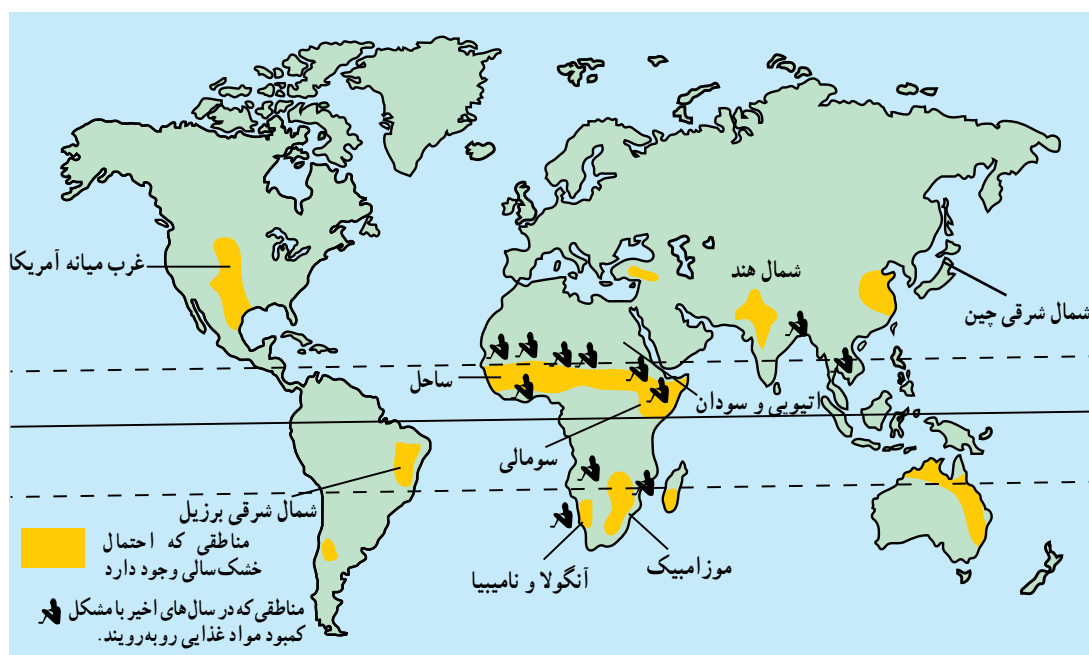 غرب میانه آمریکا
شمال هند
شمال شرقی چین
ساحل
اتیوپی و سودان
سومالی
شمال شرقی برزیل
موزامبیک
آنگولا و نامیبیا
مناطقی که احتمال
خشک‌سالی وجود دارد
مناطقی‌که در سال‌های اخیر با مشکل
کمبود مواد غذایی روبه‌رویند.